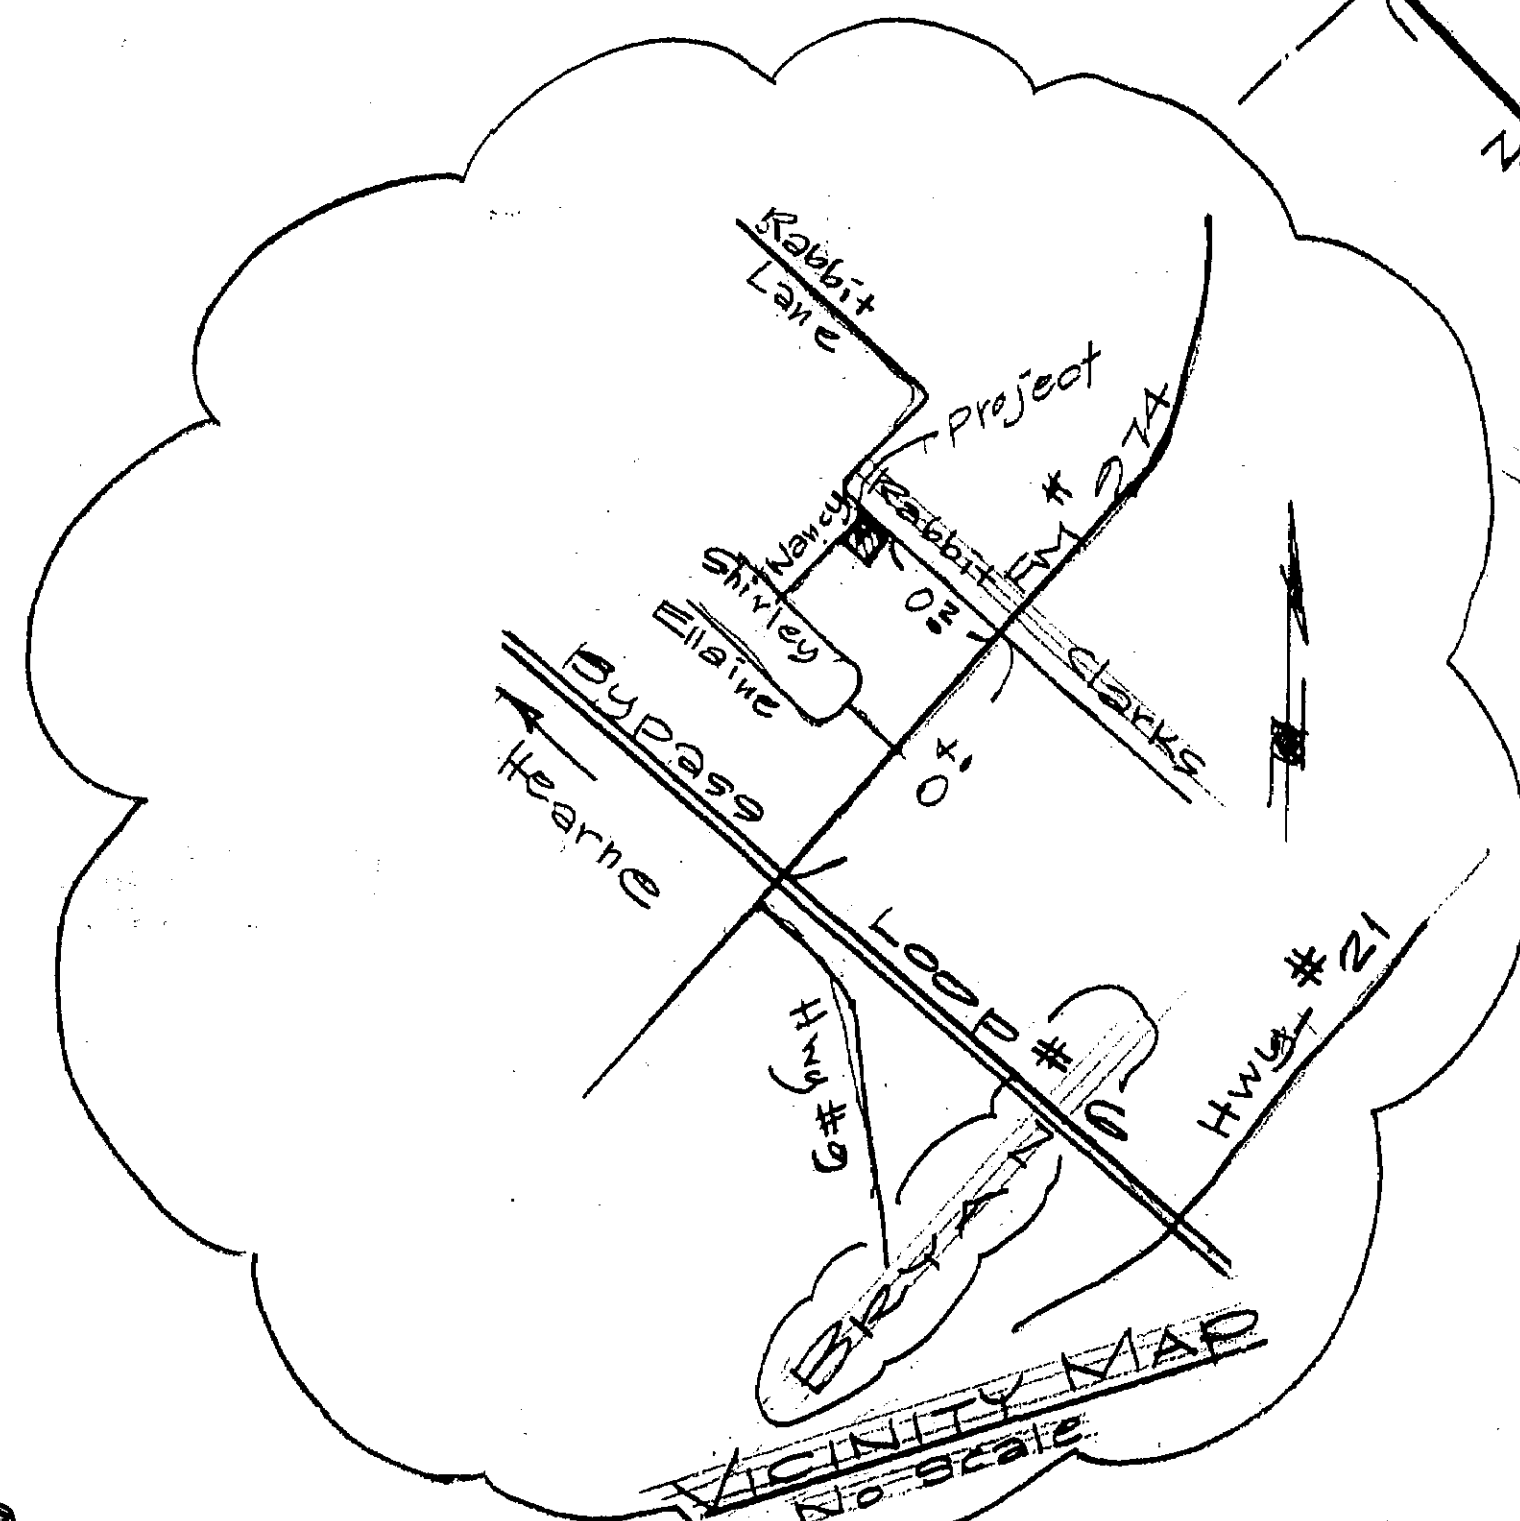 Rabbit
Lane
Project
FM # 274
Nancy
Rabbit
Shirley
Ellaine
0.2
Clarks
Bypass
0.4
Hearne
Loop # 6
Hwy # 21
Hwy #6
BRYAN
VICINITY MAP
No Scale